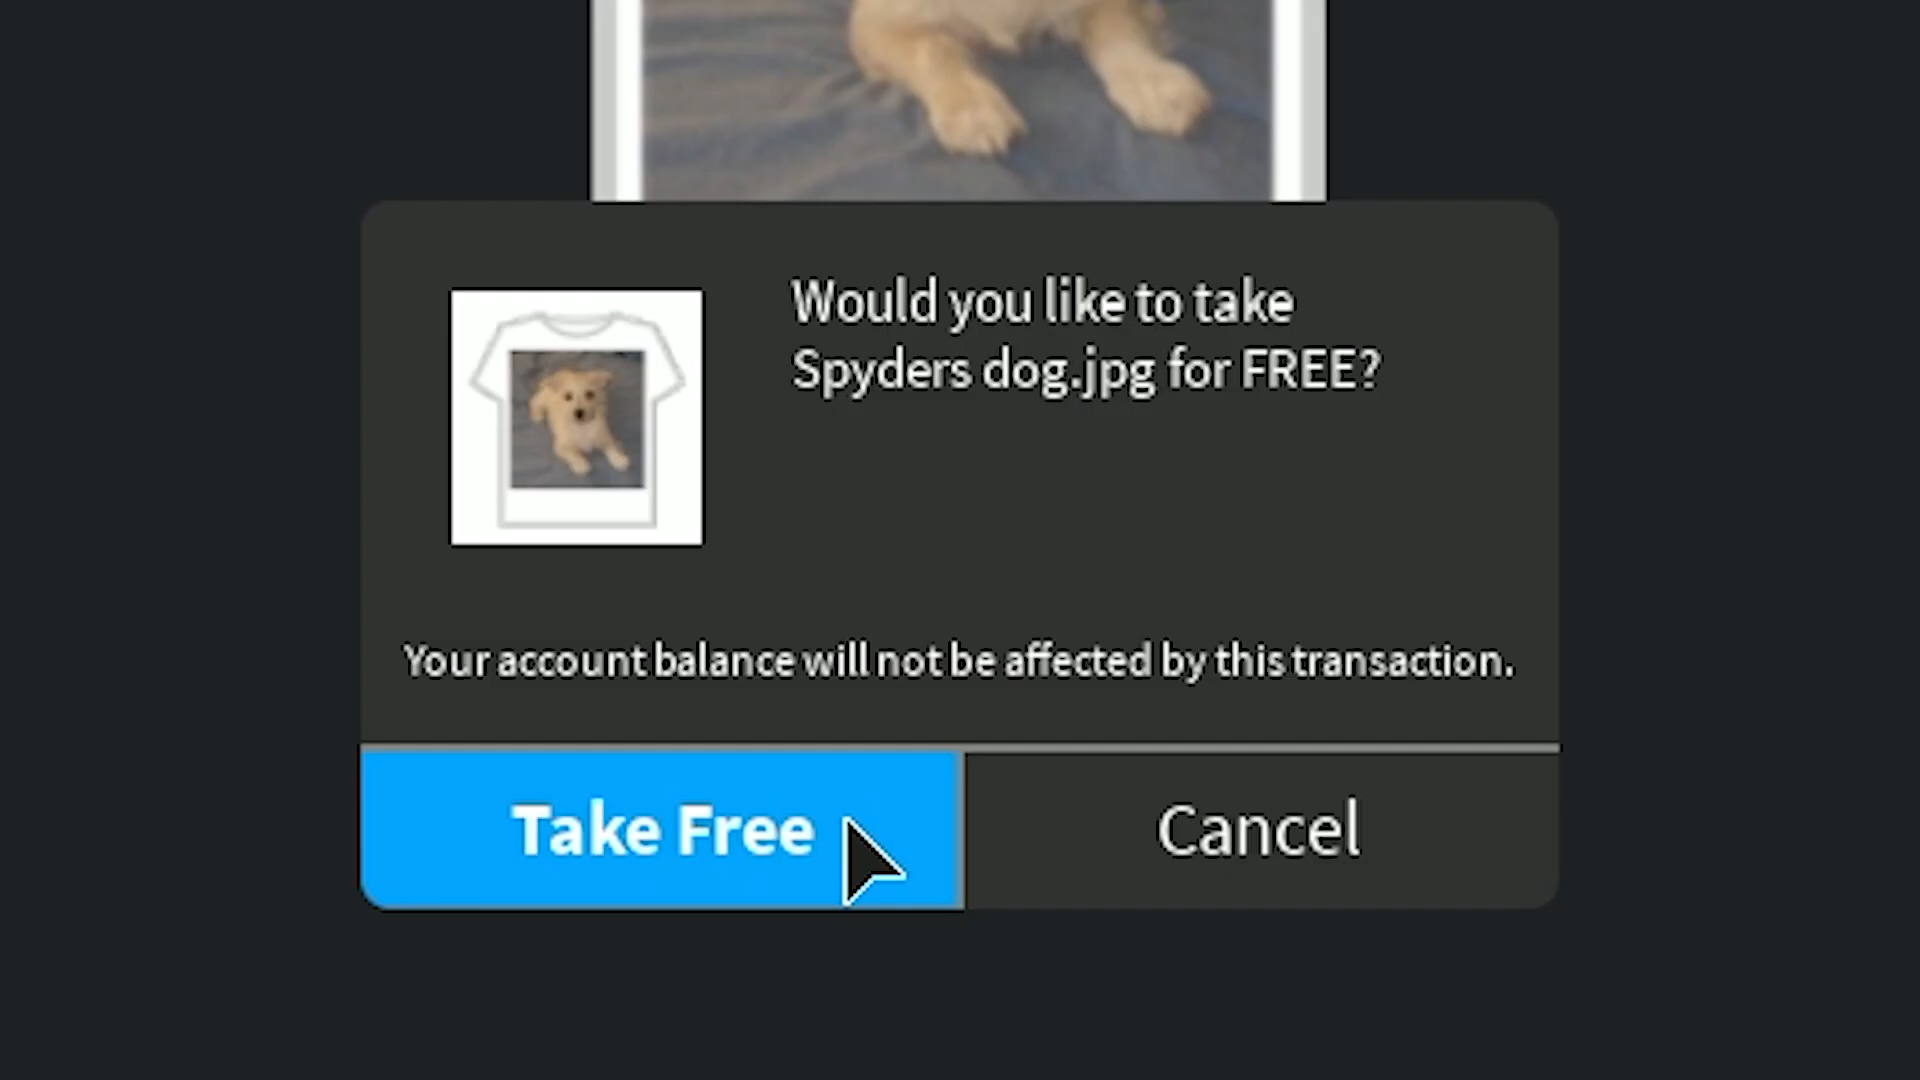 Would you like to take
Spyders dog.jpg for FREE?
Your account balance will not be affected by this transaction.
Take Free
Cancel